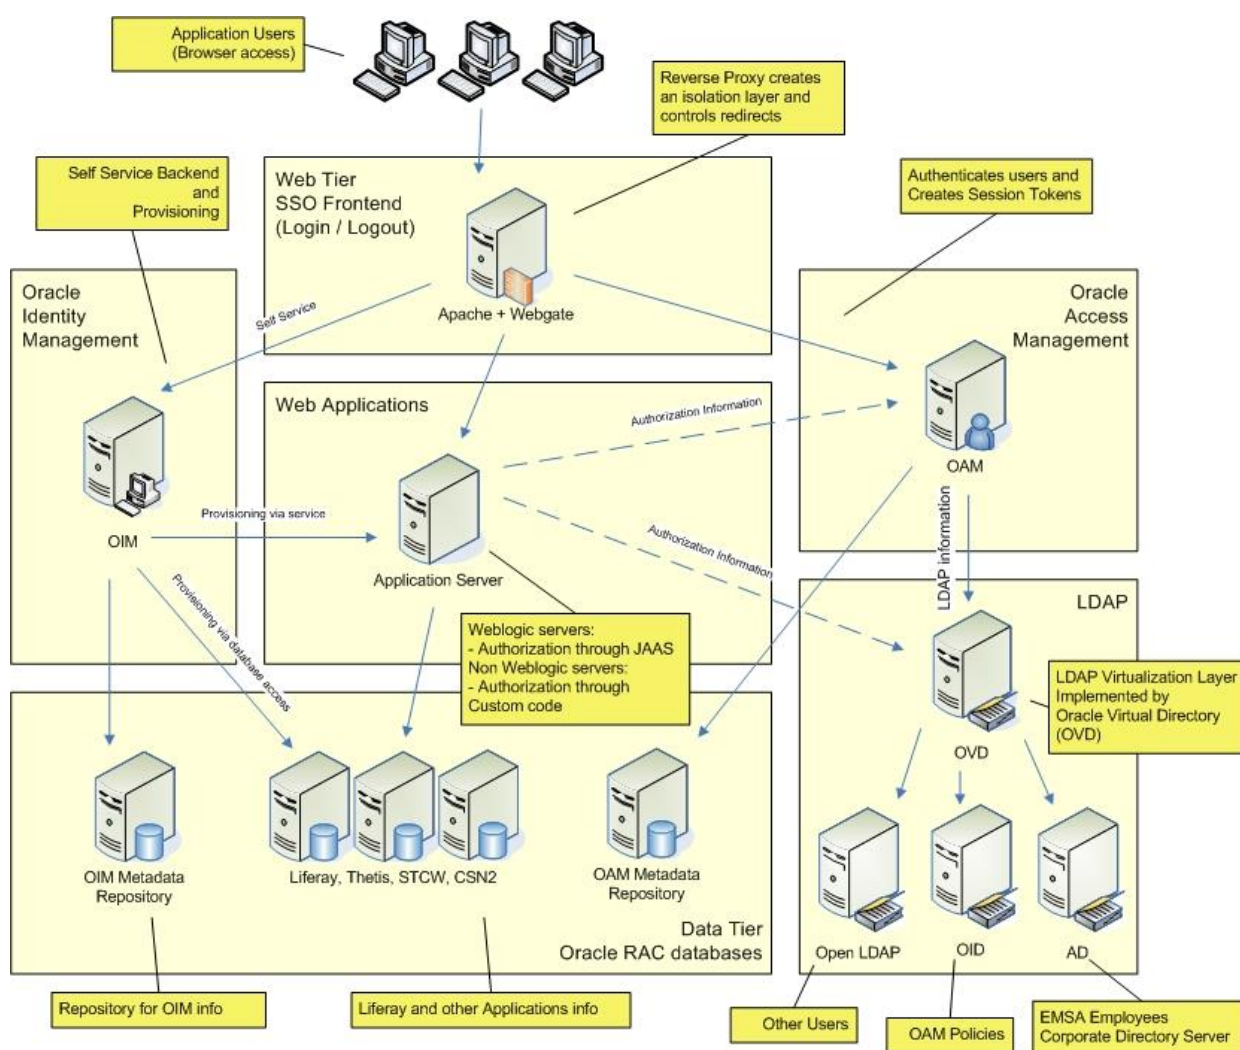 Application Users
(Browser access)
Reverse Proxy creates
an isolation layer and
controls redirects
Self Service Backend
and
Provisioning
Web Tier
SSO Frontend
(Login / Logout)
Authenticates users and
Creates Session Tokens
Oracle
Identity
Management
Self Service
Apache + Webgate
Oracle
Access
Management
Web Applications
Authorization Information
OAM
OIM
Provisioning via service
Application Server
Authorization Information
LDAP information
Provisioning via database access
LDAP
Weblogic servers:
- Authorization through JAAS
Non Weblogic servers:
- Authorization through
Custom code
LDAP Virtualization Layer
Implemented by
Oracle Virtual Directory
(OVD)
OVD
OIM Metadata
Repository
Liferay, Thetis, STCW, CSN2
OAM Metadata
Repository
Data Tier
Oracle RAC databases
Open LDAP
OID
AD
Repository for OIM info
Liferay and other Applications info
Other Users
OAM Policies
EMSA Employees
Corporate Directory Server